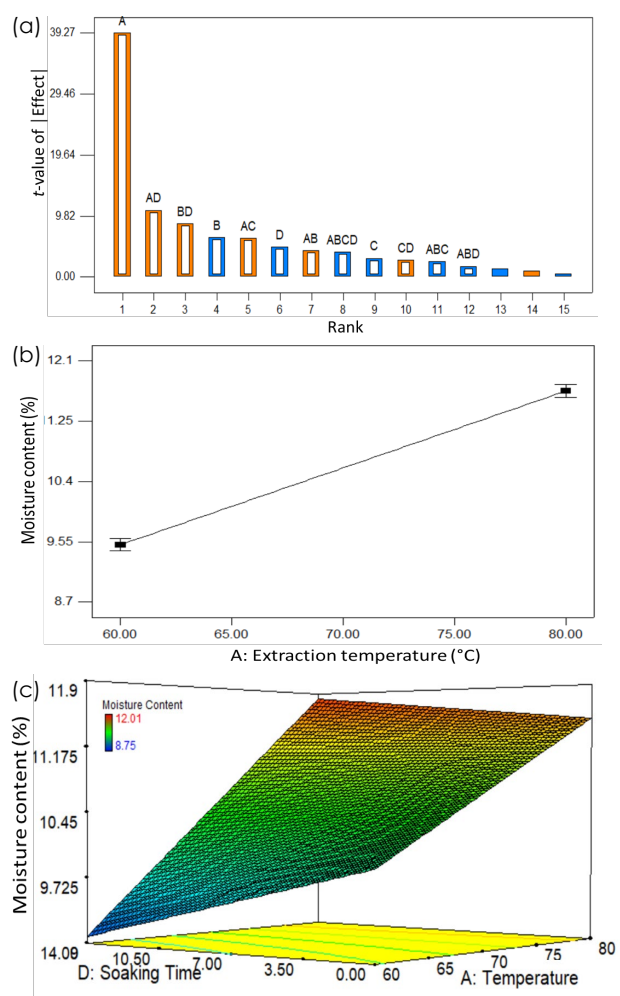 (a)
t-value of |Effect|
39.27
29.46
19.64
9.82
0.00
A
AD
BD
B
AC
D
AB
ABCD
C
CD
ABC
ABD
1 2 3 4 5 6 7 8 9 10 11 12 13 14 15
Rank
(b)
Moisture content (%)
12.1
11.25
10.4
9.55
8.7
60.00 65.00 70.00 75.00 80.00
A: Extraction temperature (°C)
(c)
Moisture content (%)
11.9
11.175
10.45
9.725
Moisture Content
12.01
8.75
14.00 10.50 7.00 3.50 0.00
D: Soaking Time
60 65 70 75 80
A: Temperature